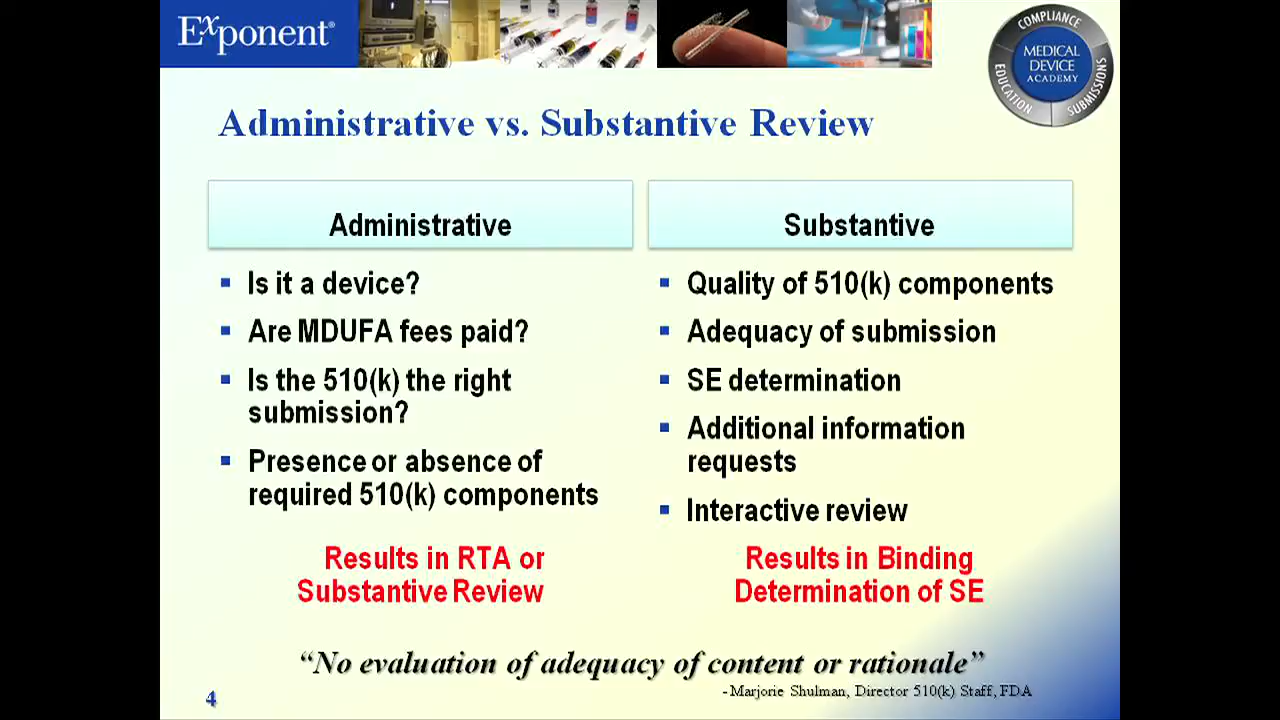 Exponent®
COMPLIANCE
EDUCATION
SUBMISSIONS
MEDICAL
DEVICE
ACADEMY
Administrative vs. Substantive Review
Administrative
▪ Is it a device?
▪ Are MDUFA fees paid?
▪ Is the 510(k) the right
submission?
▪ Presence or absence of
required 510(k) components
Results in RTA or
Substantive Review
Substantive
▪ Quality of 510(k) components
▪ Adequacy of submission
▪ SE determination
▪ Additional information
requests
▪ Interactive review
Results in Binding
Determination of SE
“No evaluation of adequacy of content or rationale”
- Marjorie Shulman, Director 510(k) Staff, FDA
4